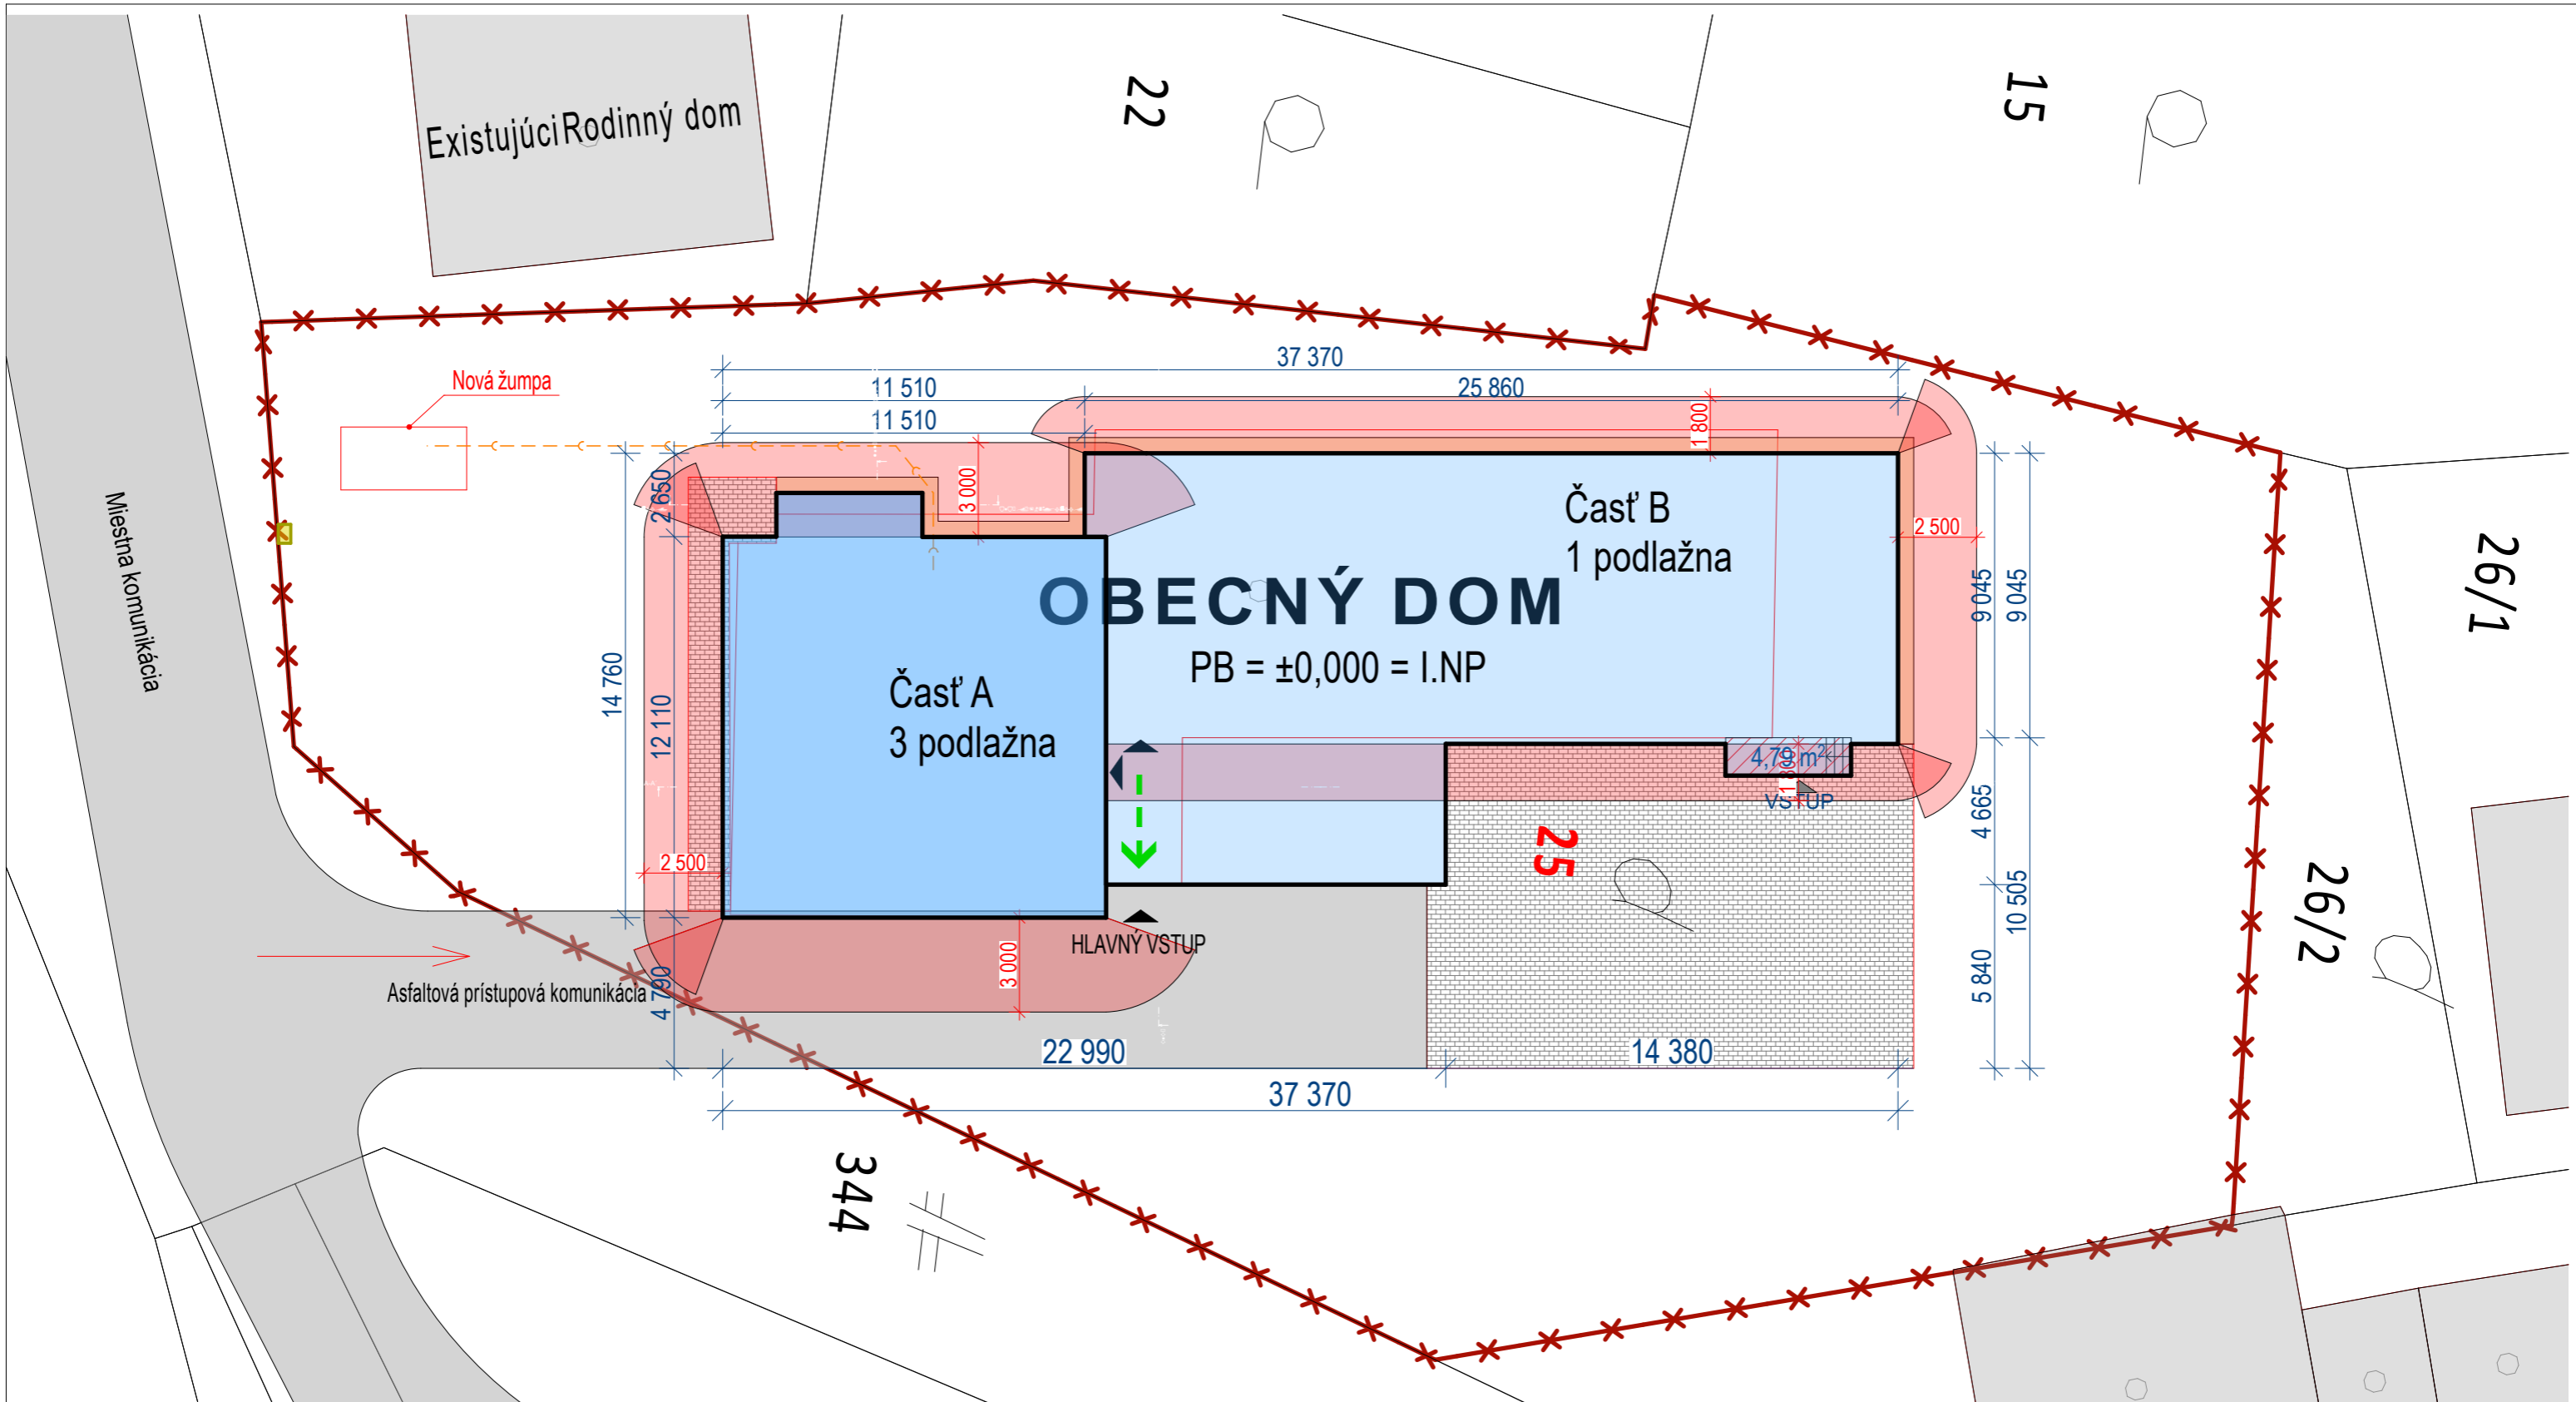 22
15
Existujúci Rodinný dom
37 370
11 510
25 860
11 510
Nová žumpa
1 800
2 650
3 000
Časť B
1 podlažna
2 500
26/1
Miestna komunikácia
OBECNÝ DOM
9 045
9 045
PB = ±0,000 = I.NP
14 760
12 110
Časť A
3 podlažna
4,79 m²
1 800
VSTUP
4 665
25
2 500
26/2
10 505
HLAVNÝ VSTUP
3 000
5 840
Asfaltová prístupová komunikácia
4 790
22 990
14 380
37 370
344